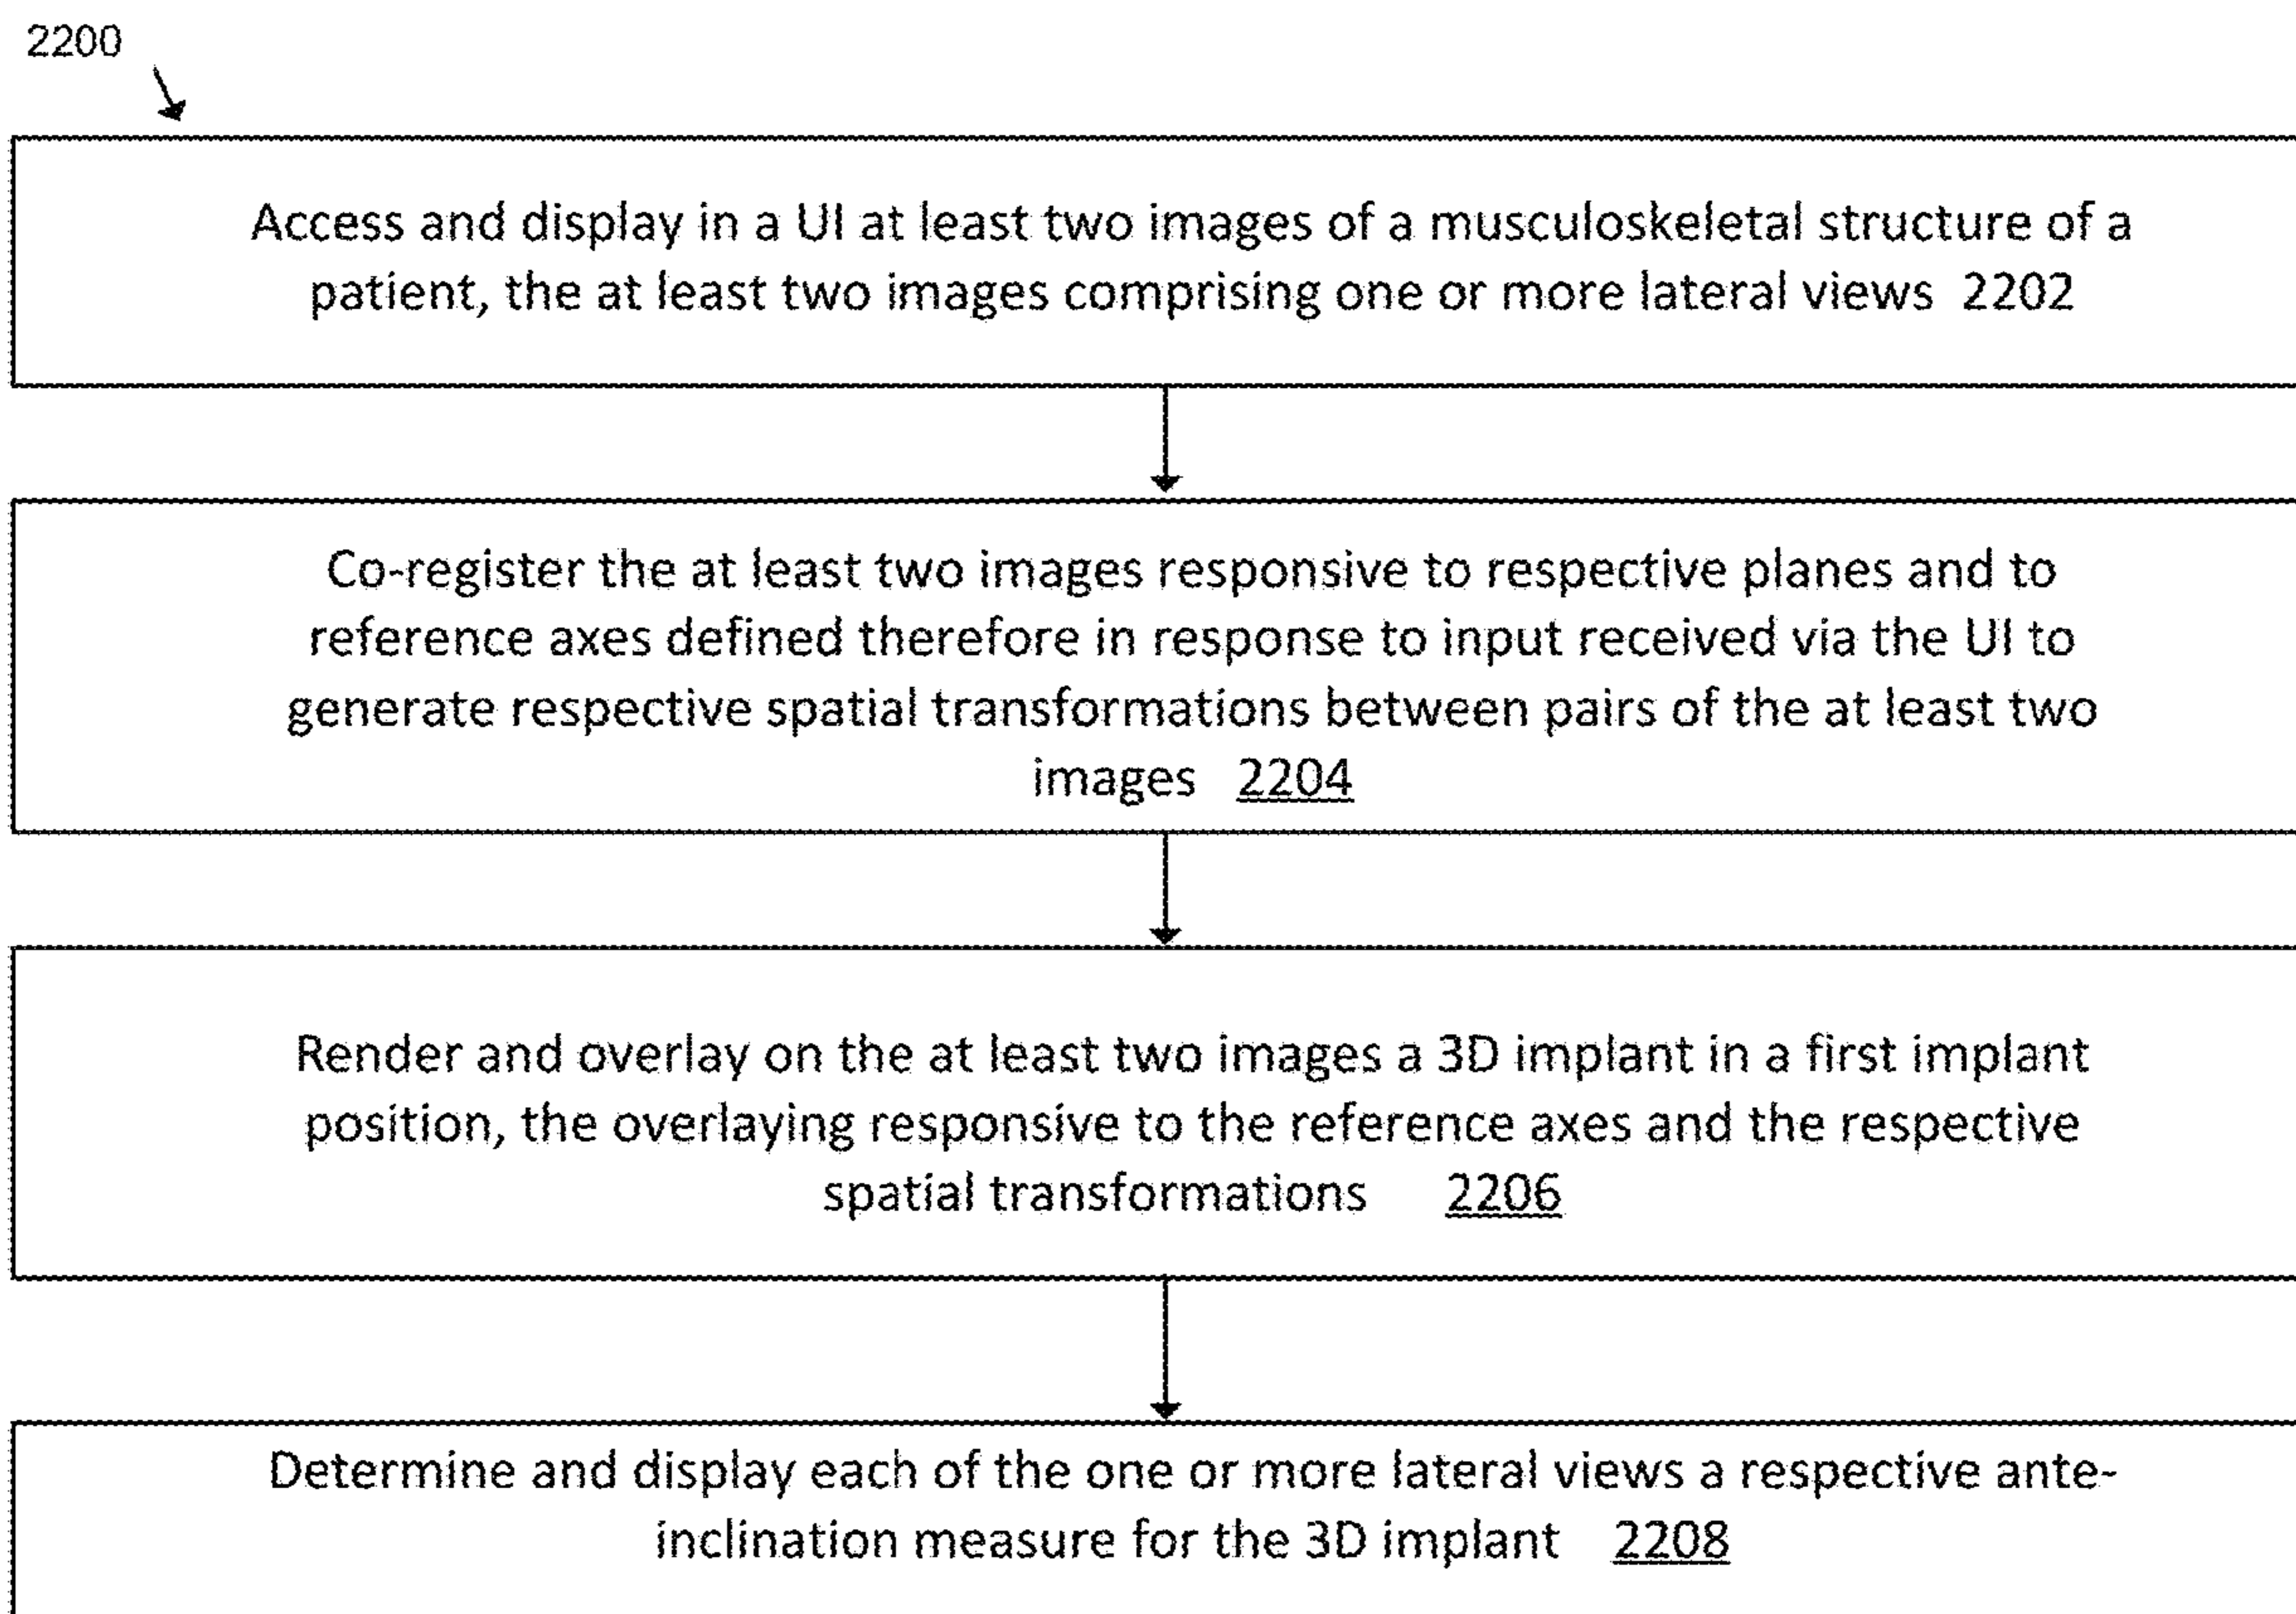 2200
Access and display in a UI at least two images of a musculoskeletal structure of a
patient, the at least two images comprising one or more lateral views 2202
Co-register the at least two images responsive to respective planes and to
reference axes defined therefore in response to input received via the UI to
generate respective spatial transformations between pairs of the at least two
images 2204
Render and overlay on the at least two images a 3D implant in a first implant
position, the overlaying responsive to the reference axes and the respective
spatial transformations 2206
Determine and display each of the one or more lateral views a respective ante-
inclination measure for the 3D implant 2208